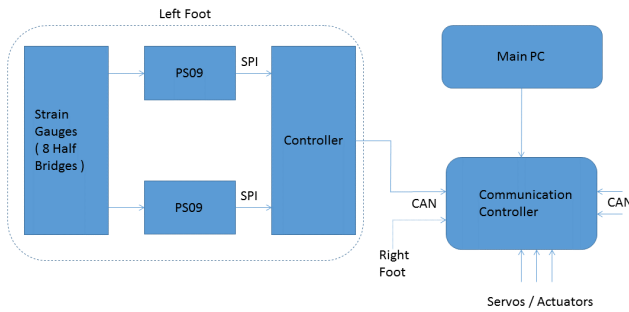 Left Foot
Strain
Gauges
( 8 Half
Bridges )
PS09
SPI
PS09
SPI
Controller
Main PC
CAN
Communication
Controller
CAN
Right
Foot
Servos / Actuators